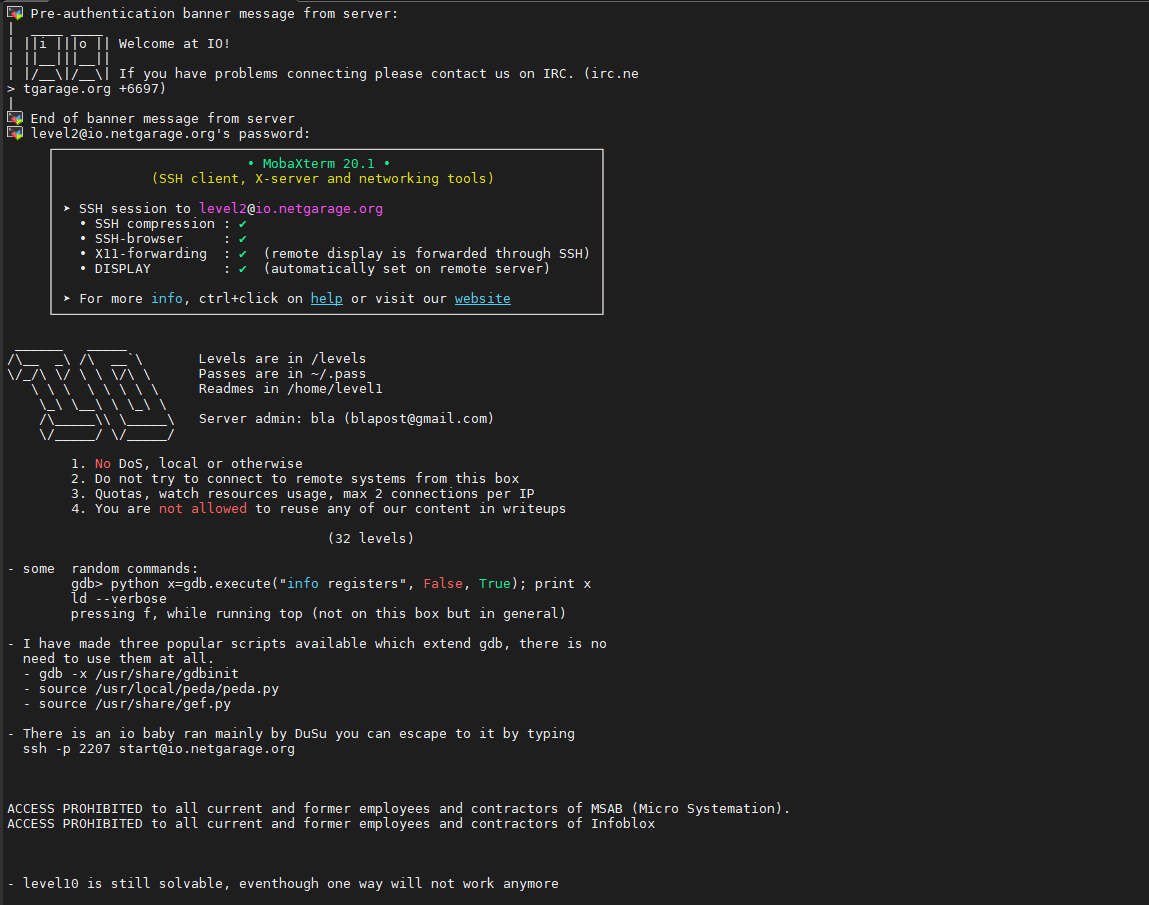 Pre-authentication banner message from server:
|  ____ ____
| ||i |||o || Welcome at IO!
| ||__|||__||
| |/__\|/__\| If you have problems connecting please contact us on IRC. (irc.ne
> tgarage.org +6697)
|
End of banner message from server
level2@io.netgarage.org's password:
• MobaXterm 20.1 •
(SSH client, X-server and networking tools)
➤ SSH session to level2@io.netgarage.org
• SSH compression : ✔
• SSH-browser     : ✔
• X11-forwarding  : ✔  (remote display is forwarded through SSH)
• DISPLAY         : ✔  (automatically set on remote server)
➤ For more info, ctrl+click on help or visit our website
 ______   _____
/\__  _\ /\  __`\       Levels are in /levels
\/_/\ \/ \ \ \/\ \      Passes are in ~/.pass
   \ \ \  \ \ \ \ \     Readmes in /home/level1
    \_\ \__\ \ \_\ \
    /\_____\\ \_____\   Server admin: bla (blapost@gmail.com)
    \/_____/ \/_____/
1. No DoS, local or otherwise
2. Do not try to connect to remote systems from this box
3. Quotas, watch resources usage, max 2 connections per IP
4. You are not allowed to reuse any of our content in writeups
(32 levels)
- some  random commands:
gdb> python x=gdb.execute("info registers", False, True); print x
ld --verbose
pressing f, while running top (not on this box but in general)
- I have made three popular scripts available which extend gdb, there is no
need to use them at all.
- gdb -x /usr/share/gdbinit
- source /usr/local/peda/peda.py
- source /usr/share/gef.py
- There is an io baby ran mainly by DuSu you can escape to it by typing
ssh -p 2207 start@io.netgarage.org
ACCESS PROHIBITED to all current and former employees and contractors of MSAB (Micro Systemation).
ACCESS PROHIBITED to all current and former employees and contractors of Infoblox
- level10 is still solvable, eventhough one way will not work anymore